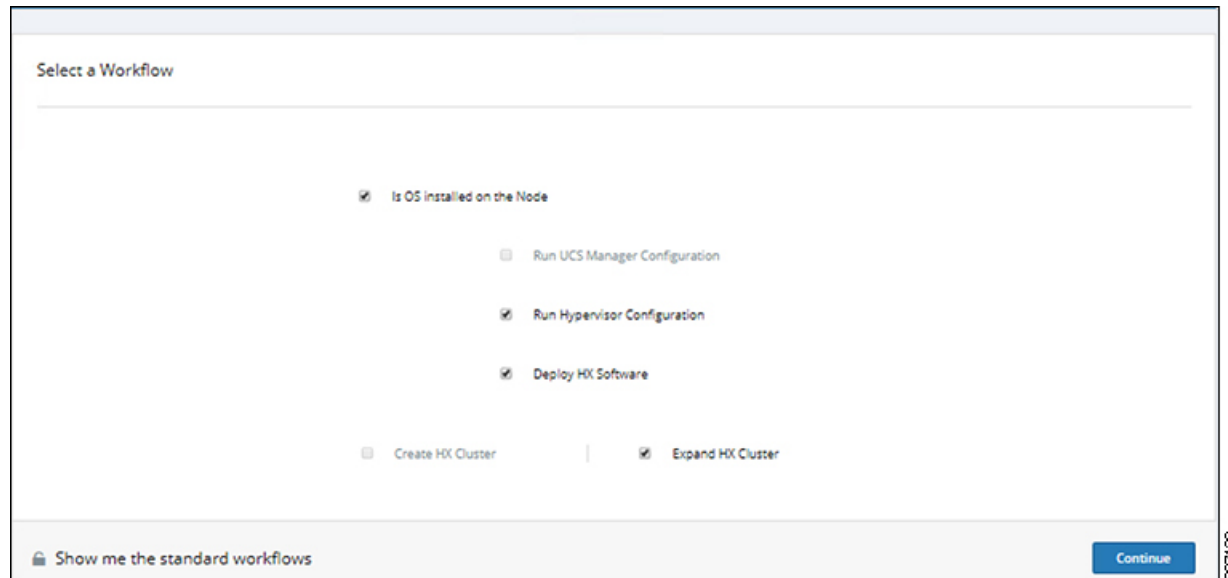 Select a Workflow
Is OS installed on the Node
Run UCS Manager Configuration
Run Hypervisor Configuration
Deploy HX Software
Create HX Cluster | Expand HX Cluster
Show me the standard workflows
Continue